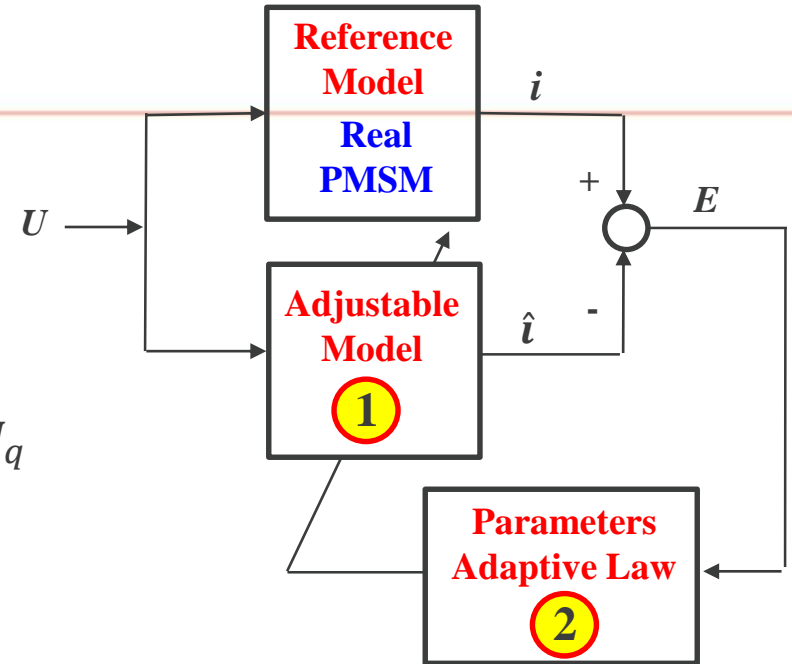 Reference
Model
Real
PMSM
i
+
E
U
Adjustable
Model
1
î
-
q
Parameters
Adaptive Law
2